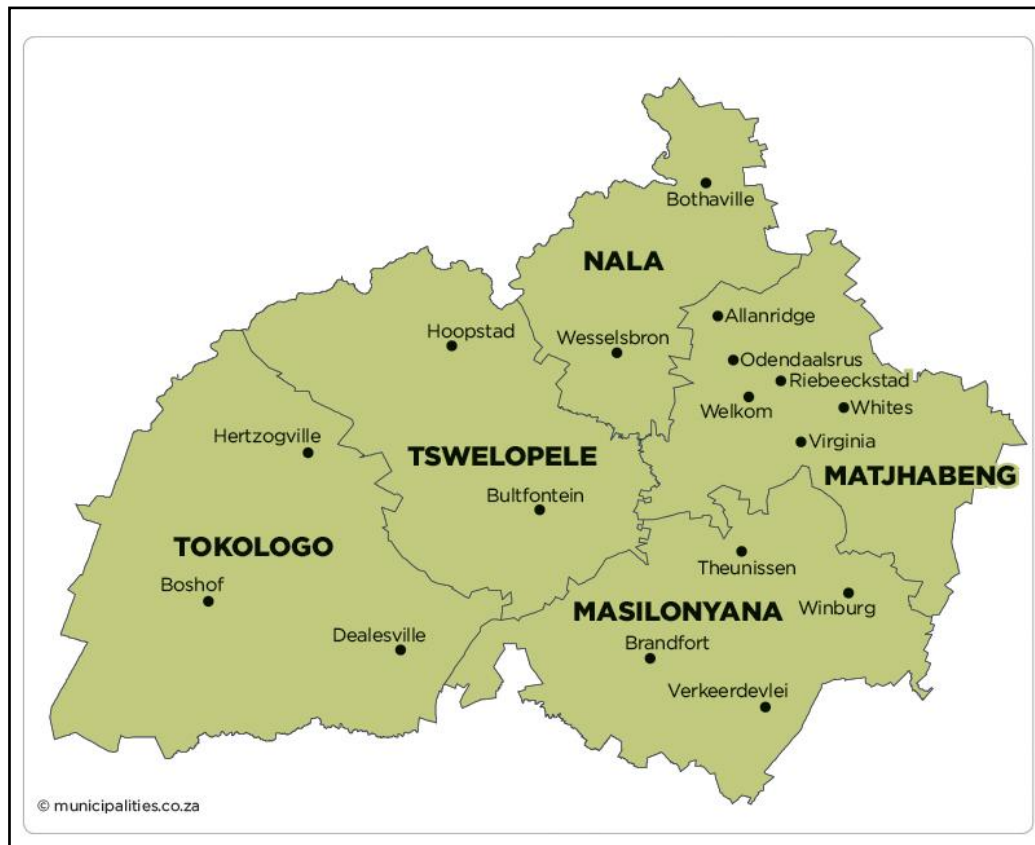 Bothaville
NALA
Allanridge
Hoopstad
Wesselsbron
Odendaalsrus
Riebeeckstad
Welkom
Whites
Hertzogville
Virginia
TSWELOPELE
MATJHABENG
Bultfontein
TOKOLOGO
Theunissen
Boshof
Winburg
MASILONYANA
Dealesville
Brandfort
Verkeerdevlei
© municipalities.co.za